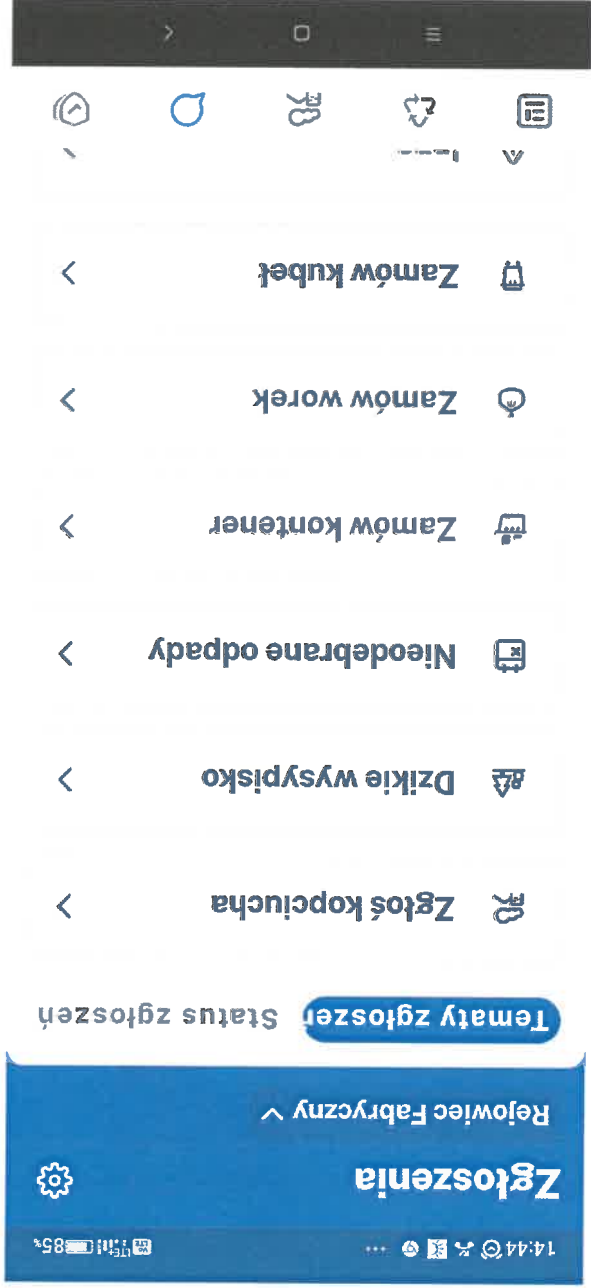 14:44 ... 85%
Zgłoszenia
Rejowiec Fabryczny
Tematy zgłoszeń Status zgłoszeń
Zgłoś kopciucha
Dzikie wysypisko
Nieodebrane odpady
Zamów kontener
Zamów worek
Zamów kubeł